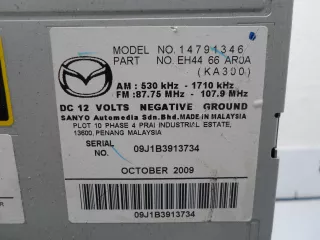 MODEL NO. 14791346
PART NO. EH44 66 AR0A
(KA300)
AM : 530 kHz - 1710 kHz
FM : 87.75 MHz - 107.9 MHz
DC 12 VOLTS NEGATIVE GROUND
SANYO Automedia Sdn.Bhd. MADE IN MALAYSIA
PLOT 10 PHASE 4 PRAI INDUSTRIAL ESTATE,
13600, PENANG MALAYSIA
SERIAL NO.
09J1B3913734
OCTOBER 2009
09J1B3913734